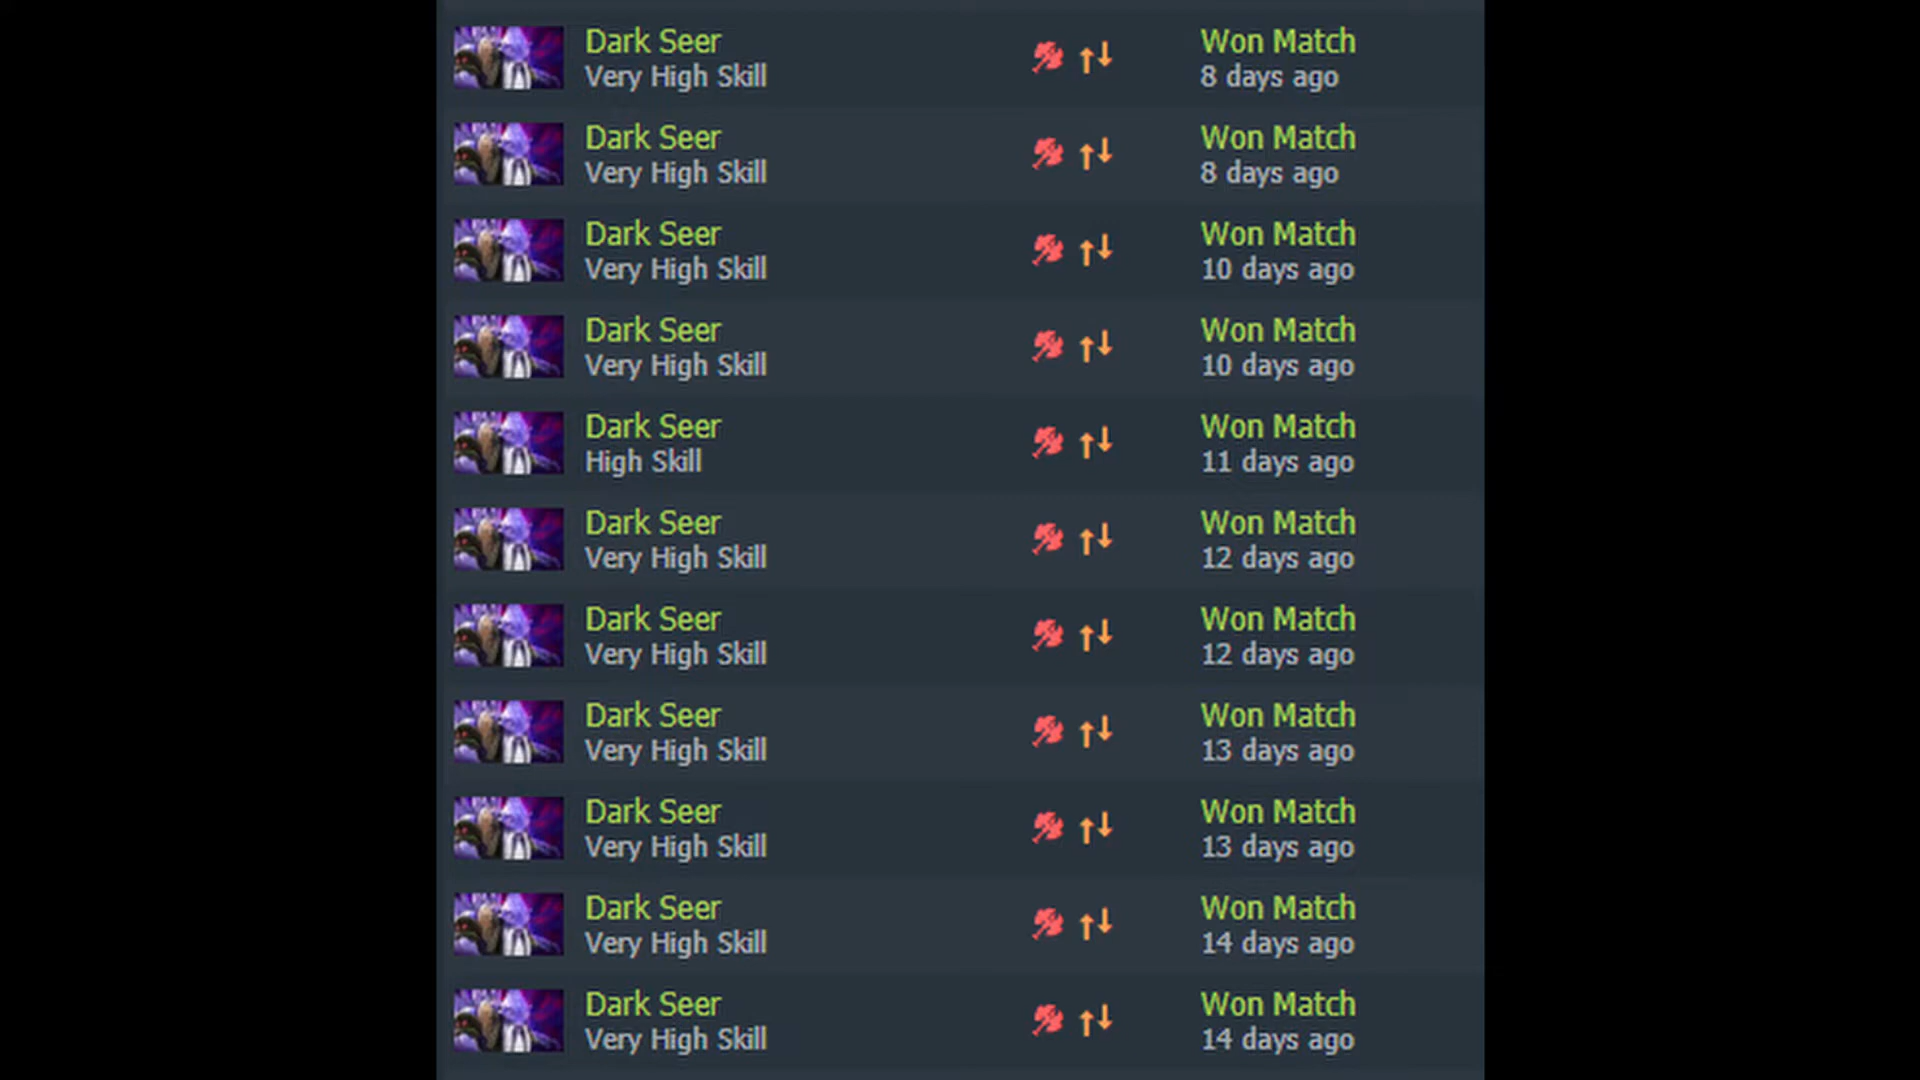 Dark Seer
Won Match
Very High Skill
8 days ago
Dark Seer
Won Match
Very High Skill
8 days ago
Dark Seer
Won Match
Very High Skill
10 days ago
Dark Seer
Won Match
Very High Skill
10 days ago
Dark Seer
Won Match
High Skill
11 days ago
Dark Seer
Won Match
Very High Skill
12 days ago
Dark Seer
Won Match
Very High Skill
12 days ago
Dark Seer
Won Match
Very High Skill
13 days ago
Dark Seer
Won Match
Very High Skill
13 days ago
Dark Seer
Won Match
Very High Skill
14 days ago
Dark Seer
Won Match
Very High Skill
14 days ago